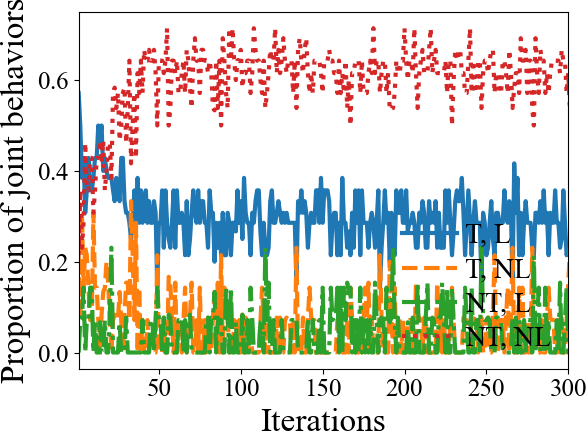 Proportion of joint behaviors
0.6
0.4
0.2
0.0
T, L
T, NL
NT, L
NT, NL
50
100
150
200
250
300
Iterations